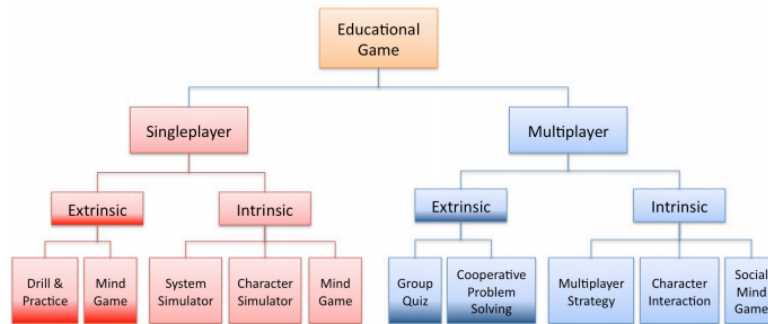 Educational
Game
Singleplayer
Multiplayer
Extrinsic
Intrinsic
Extrinsic
Intrinsic
Drill &
Practice
Mind
Game
System
Simulator
Character
Simulator
Mind
Game
Group
Quiz
Cooperative
Problem
Solving
Multiplayer
Strategy
Character
Interaction
Social
Mind
Game